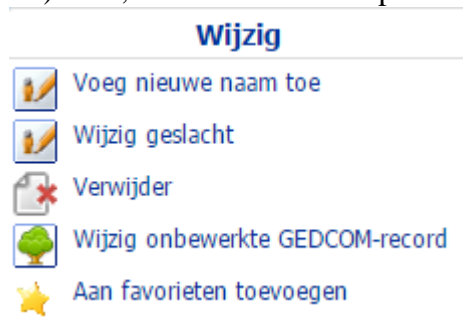 Wijzig
Voeg nieuwe naam toe
Wijzig geslacht
Verwijder
Wijzig onbewerkte GEDCOM-record
Aan favorieten toevoegen